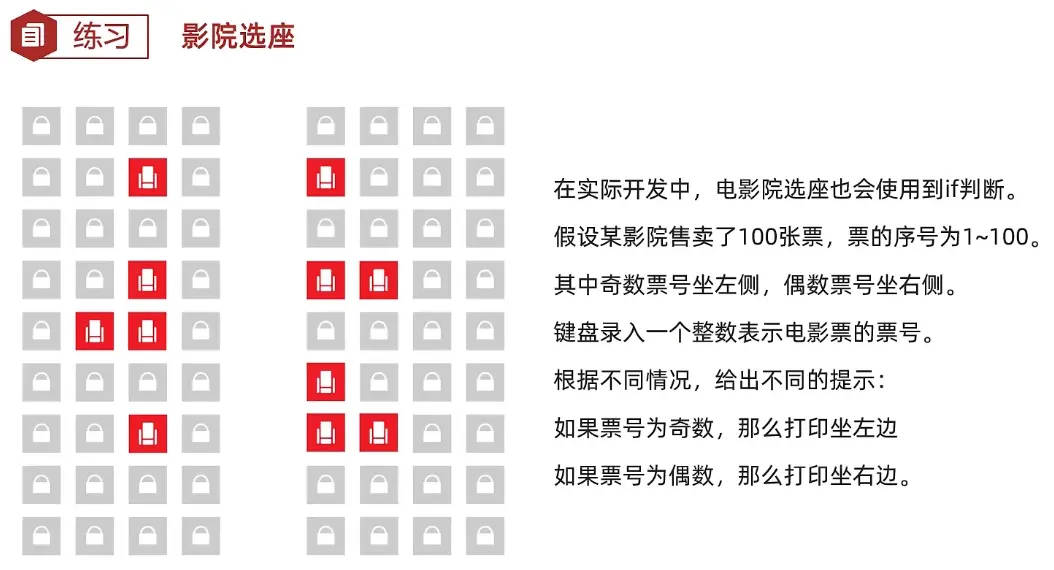 练习
影院选座
在实际开发中，电影院选座也会使用到if判断。
假设某影院售卖了100张票，票的序号为1~100。
其中奇数票号坐左侧，偶数票号坐右侧。
键盘录入一个整数表示电影票的票号。
根据不同情况，给出不同的提示：
如果票号为奇数，那么打印坐左边
如果票号为偶数，那么打印坐右边。